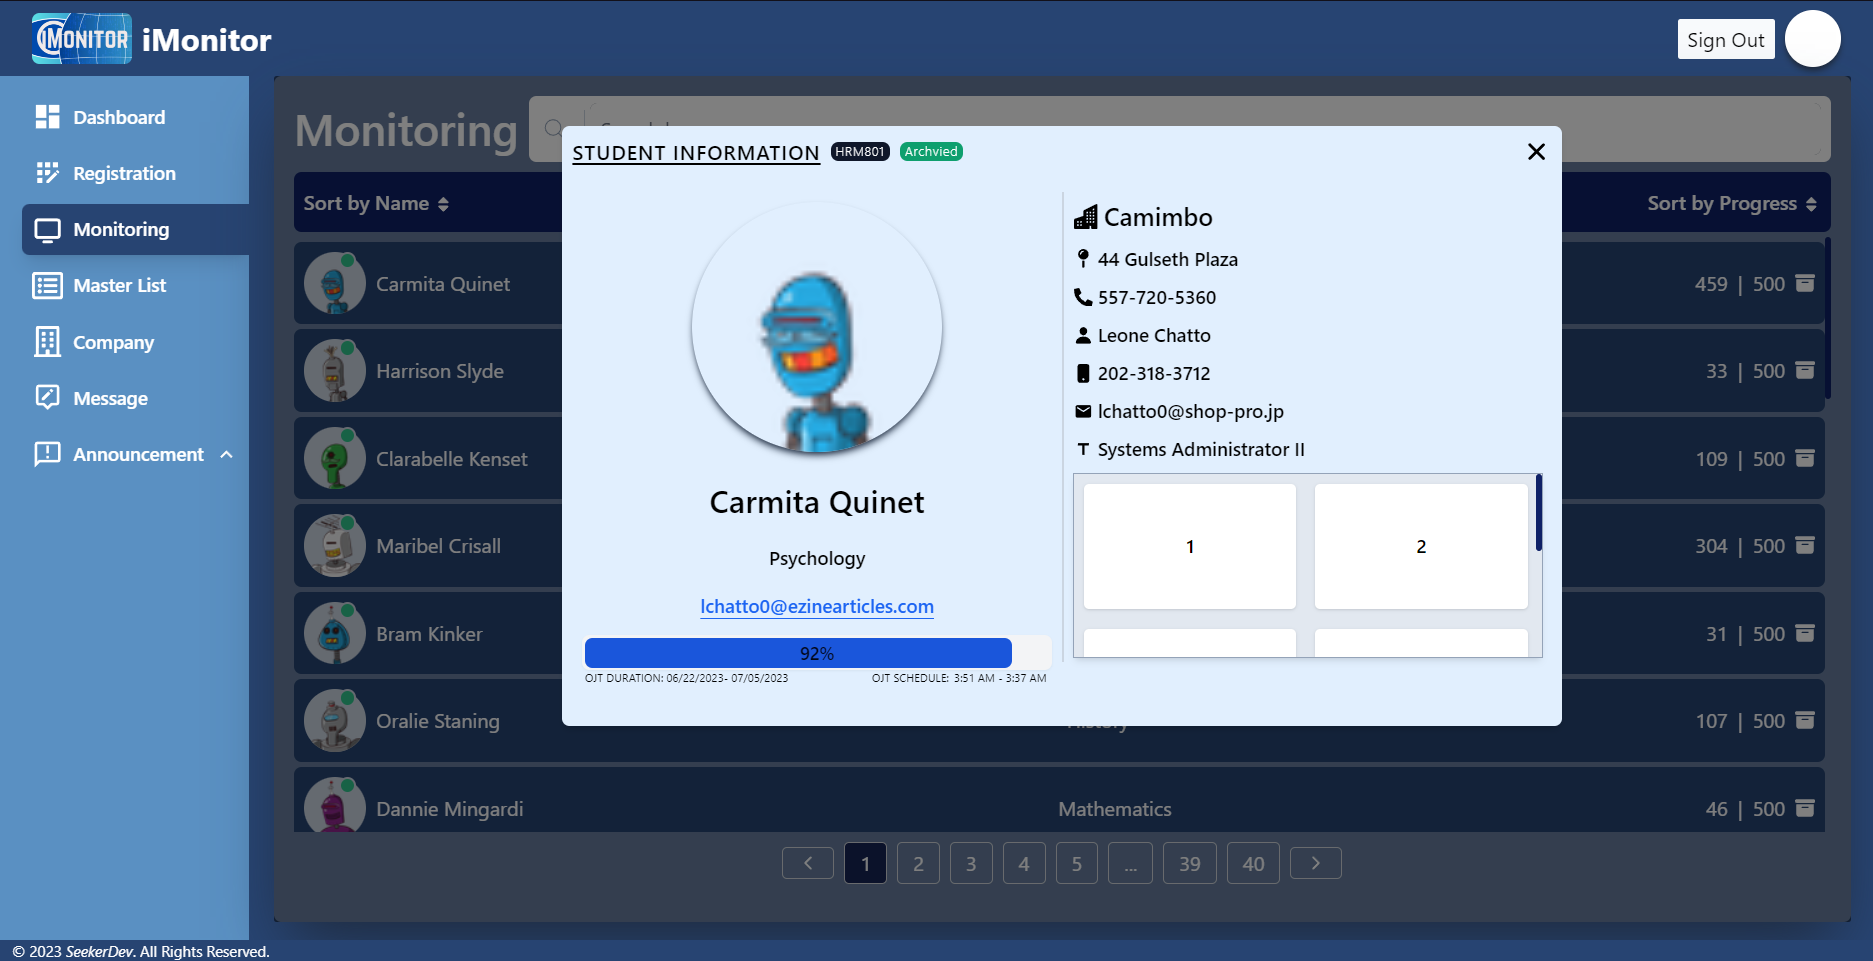 iMONITOR iMonitor
Sign Out
Dashboard
Registration
Monitoring
Master List
Company
Message
Announcement
Monitoring
Sort by Name
Sort by Progress
Carmita Quinet
459 | 500
Harrison Slyde
33 | 500
Clarabelle Kenset
109 | 500
Maribel Crisall
304 | 500
Bram Kinker
31 | 500
Oralie Staning
History
107 | 500
Dannie Mingardi
Mathematics
46 | 500
STUDENT INFORMATION HRM801 Archvied
Carmita Quinet
Psychology
lchatto0@ezinearticles.com
92%
OJT DURATION: 06/22/2023- 07/05/2023
OJT SCHEDULE: 3:51 AM - 3:37 AM
Camimbo
44 Gulseth Plaza
557-720-5360
Leone Chatto
202-318-3712
lchatto0@shop-pro.jp
Systems Administrator II
1
2
1 2 3 4 5 ... 39 40
© 2023 SeekerDev. All Rights Reserved.